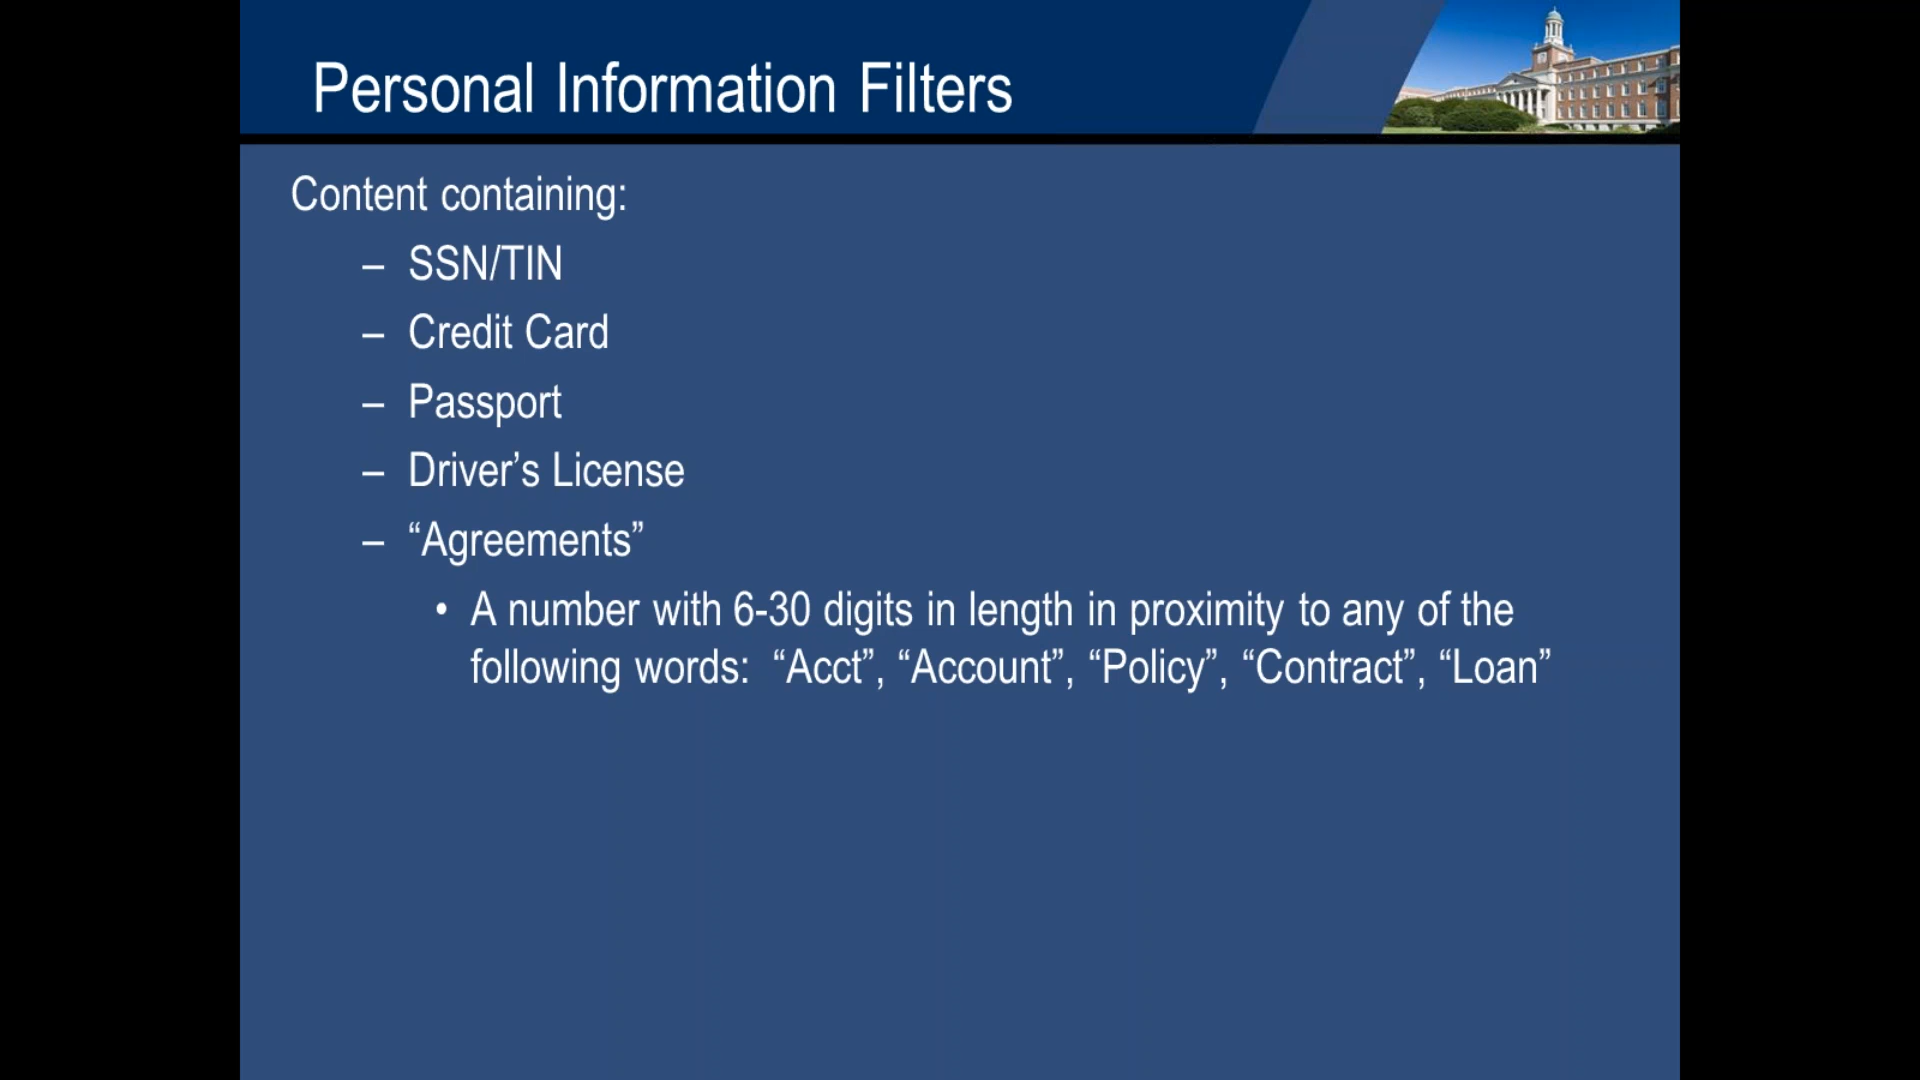 Personal Information Filters
Content containing:
– SSN/TIN
– Credit Card
– Passport
– Driver’s License
– “Agreements”
• A number with 6-30 digits in length in proximity to any of the
following words:  “Acct”, “Account”, “Policy”, “Contract”, “Loan”